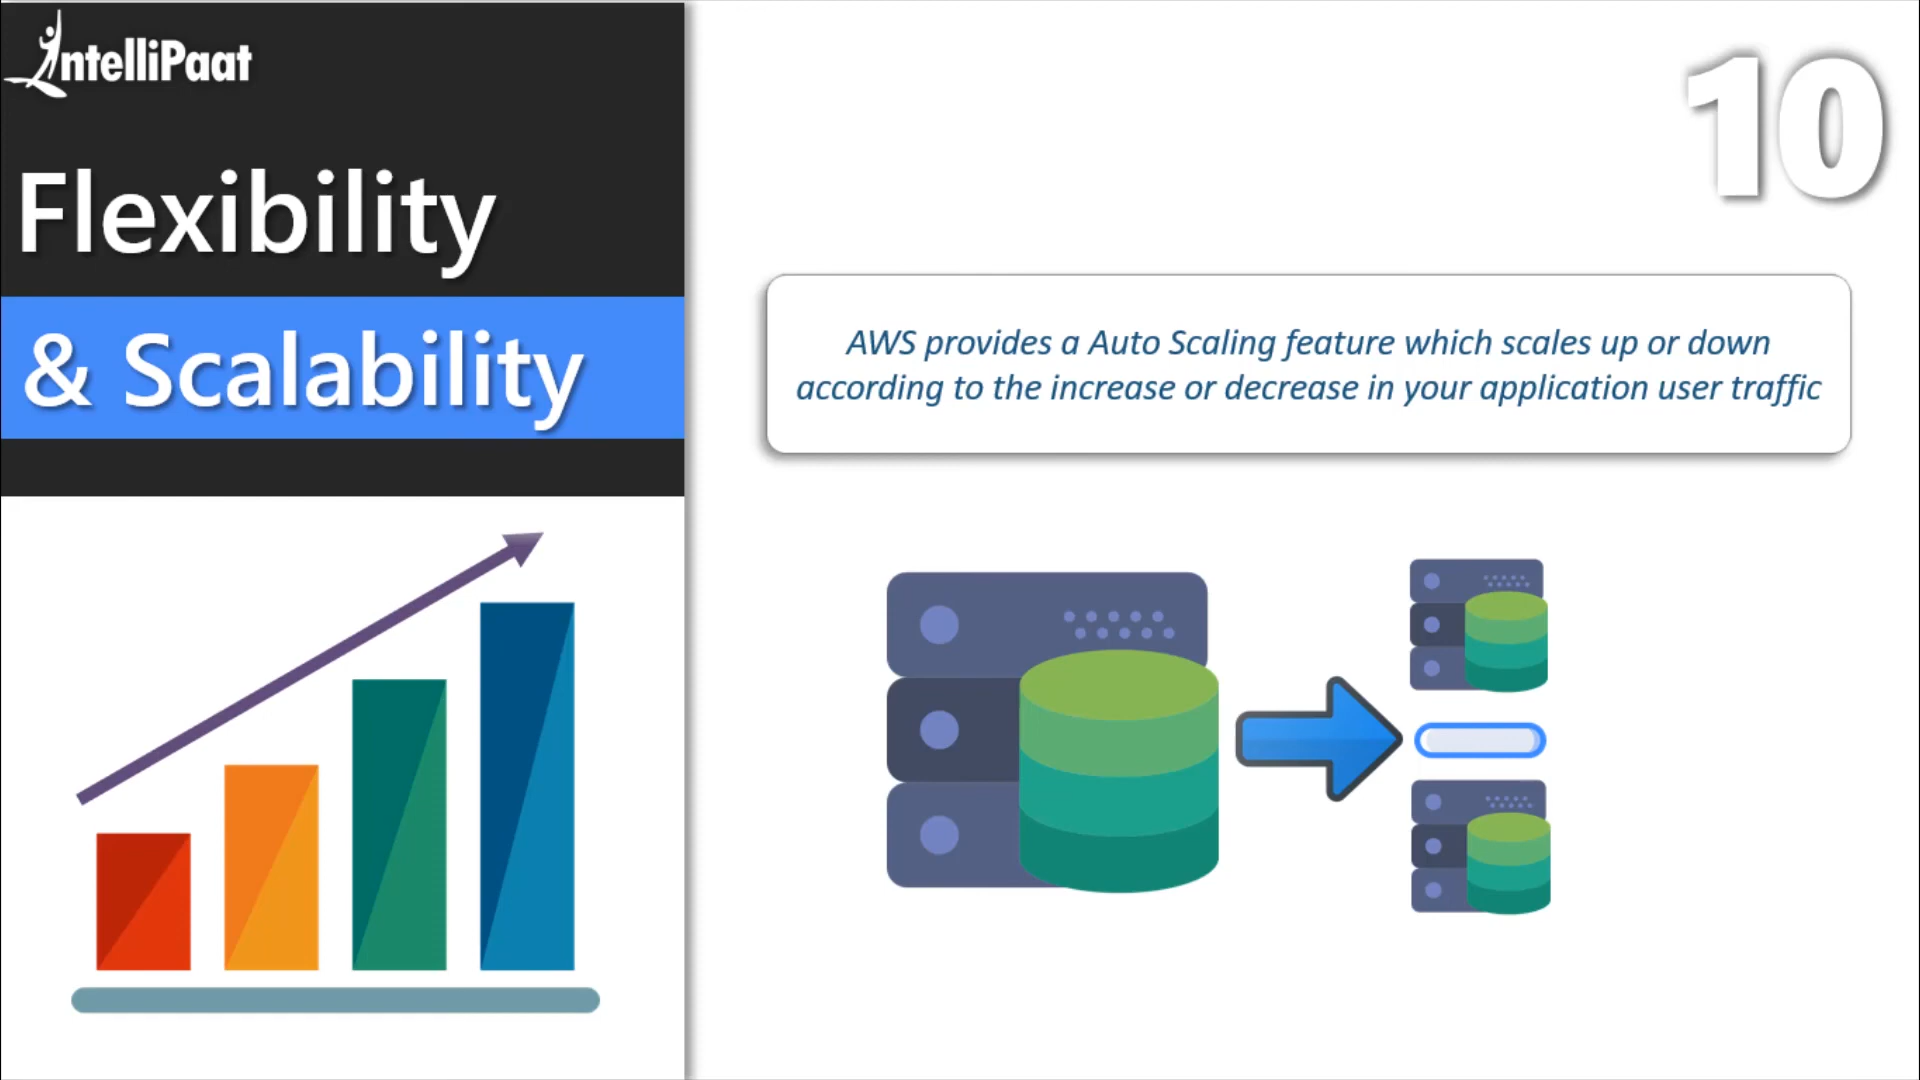 IntelliPaat
Flexibility
& Scalability
10
AWS provides a Auto Scaling feature which scales up or down
according to the increase or decrease in your application user traffic